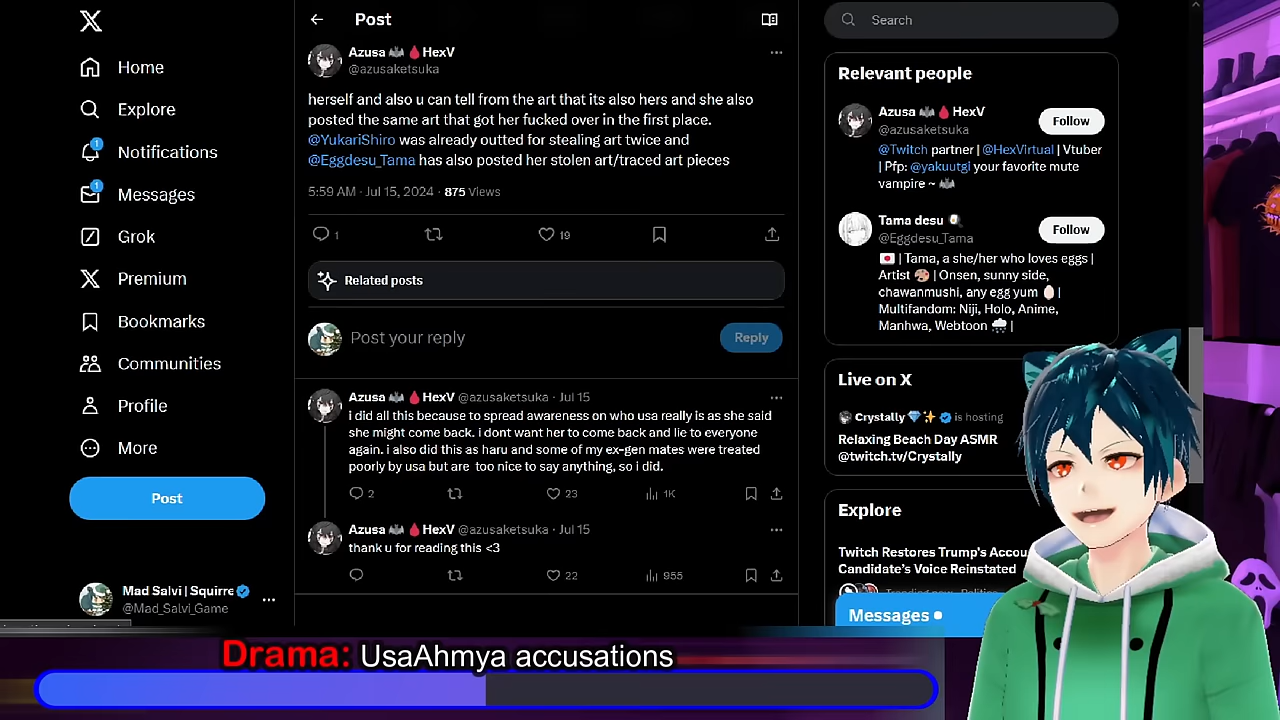 Post
Search
Home
Explore
Notifications
1
Messages
1
Grok
Premium
Bookmarks
Communities
Profile
More
Post
Mad Salvi | Squirre
@Mad_Salvi_Game
Azusa 🦇🩸HexV
@azusaketsuka
herself and also u can tell from the art that its also hers and she also
posted the same art that got her fucked over in the first place.
@YukariShiro was already outted for stealing art twice and
@Eggdesu_Tama has also posted her stolen art/traced art pieces
5:59 AM · Jul 15, 2024 · 875 Views
1
19
Related posts
Post your reply
Reply
Azusa 🦇🩸HexV @azusaketsuka · Jul 15
i did all this because to spread awareness on who usa really is as she said
she might come back. i dont want her to come back and lie to everyone
again. i also did this as haru and some of my ex-gen mates were treated
poorly by usa but are too nice to say anything, so i did.
2
23
1K
Azusa 🦇🩸HexV @azusaketsuka · Jul 15
thank u for reading this <3
22
955
Relevant people
Azusa 🦇🩸HexV
@azusaketsuka
Follow
@Twitch partner | @HexVirtual | Vtuber
| Pfp: @yakuutgi your favorite mute
vampire ~ 🦇
Tama desu 🍳
@Eggdesu_Tama
Follow
🇯🇵 | Tama, a she/her who loves eggs |
Artist 🎨 | Onsen, sunny side,
chawanmushi, any egg yum 🥚 |
Multifandom: Niji, Holo, Anime,
Manhwa, Webtoon 🌧️ |
Live on X
Crystally 💎✨ is hosting
Relaxing Beach Day ASMR
@twitch.tv/Crystally
Explore
Twitch Restores Trump's Accou
Candidate's Voice Reinstated
Messages
Drama: UsaAhmya accusations